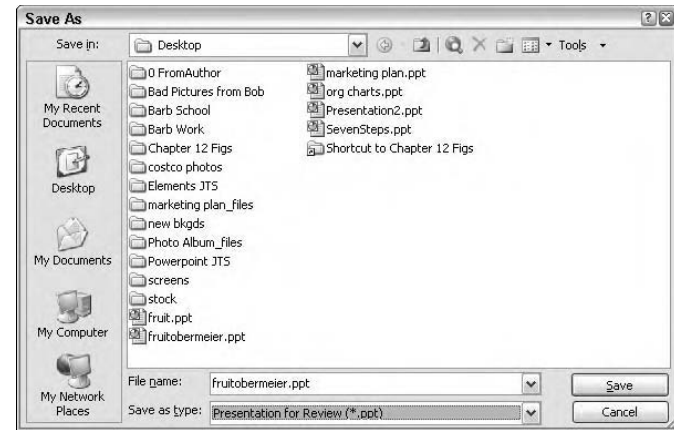 Save As
Save in:
Desktop
Tools
My Recent
Documents
Desktop
My Documents
My Computer
My Network
Places
0 FromAuthor
Bad Pictures from Bob
Barb School
Barb Work
Chapter 12 Figs
costco photos
Elements JTS
marketing plan_files
new bkgds
Photo Album_files
Powerpoint JTS
screens
stock
fruit.ppt
fruitobermeier.ppt
marketing plan.ppt
org charts.ppt
Presentation2.ppt
SevenSteps.ppt
Shortcut to Chapter 12 Figs
File name: fruitobermeier.ppt Save
Save as type: Presentation for Review (*.ppt) Cancel